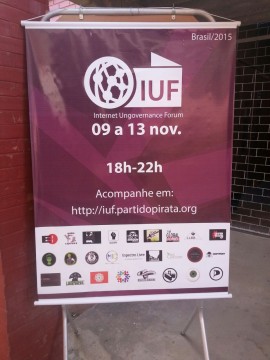 Brasil/2015
IUF
Internet Ungovernance Forum
09 a 13 nov.
18h-22h
Acompanhe em:
http://iuf.partidopirata.org